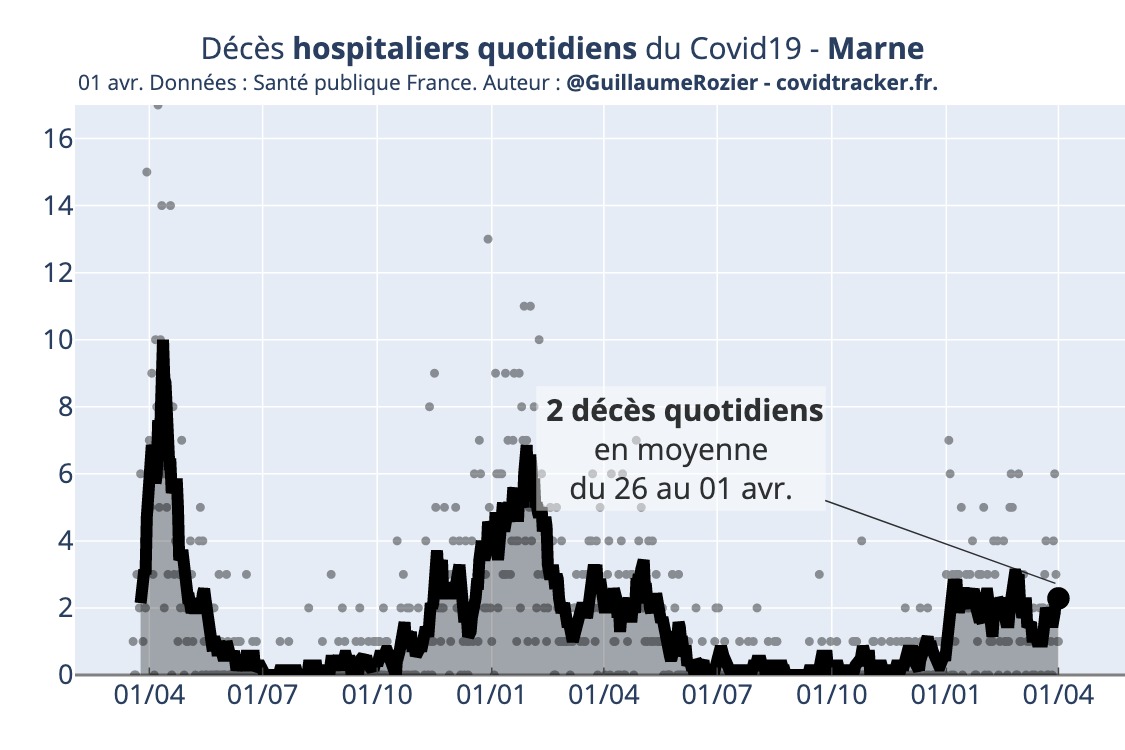 Décès hospitaliers quotidiens du Covid19 - Marne
01 avr. Données : Santé publique France. Auteur : @GuillaumeRozier - covidtracker.fr.
16
14
12
10
8
6
4
2
0
2 décès quotidiens
en moyenne
du 26 au 01 avr.
01/04 01/07 01/10 01/01 01/04 01/07 01/10 01/01 01/04